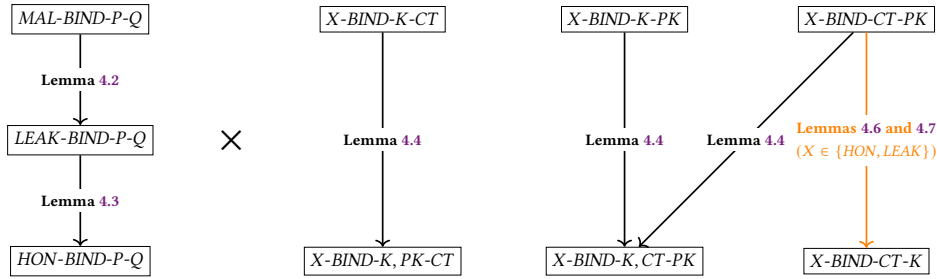 MAL-BIND-P-Q
X-BIND-K-CT
X-BIND-K-PK
X-BIND-CT-PK
Lemma 4.2
LEAK-BIND-P-Q
×
Lemma 4.4
Lemma 4.4
Lemma 4.4
Lemmas 4.6 and 4.7
(X ∈ {HON, LEAK})
Lemma 4.3
HON-BIND-P-Q
X-BIND-K, PK-CT
X-BIND-K, CT-PK
X-BIND-CT-K